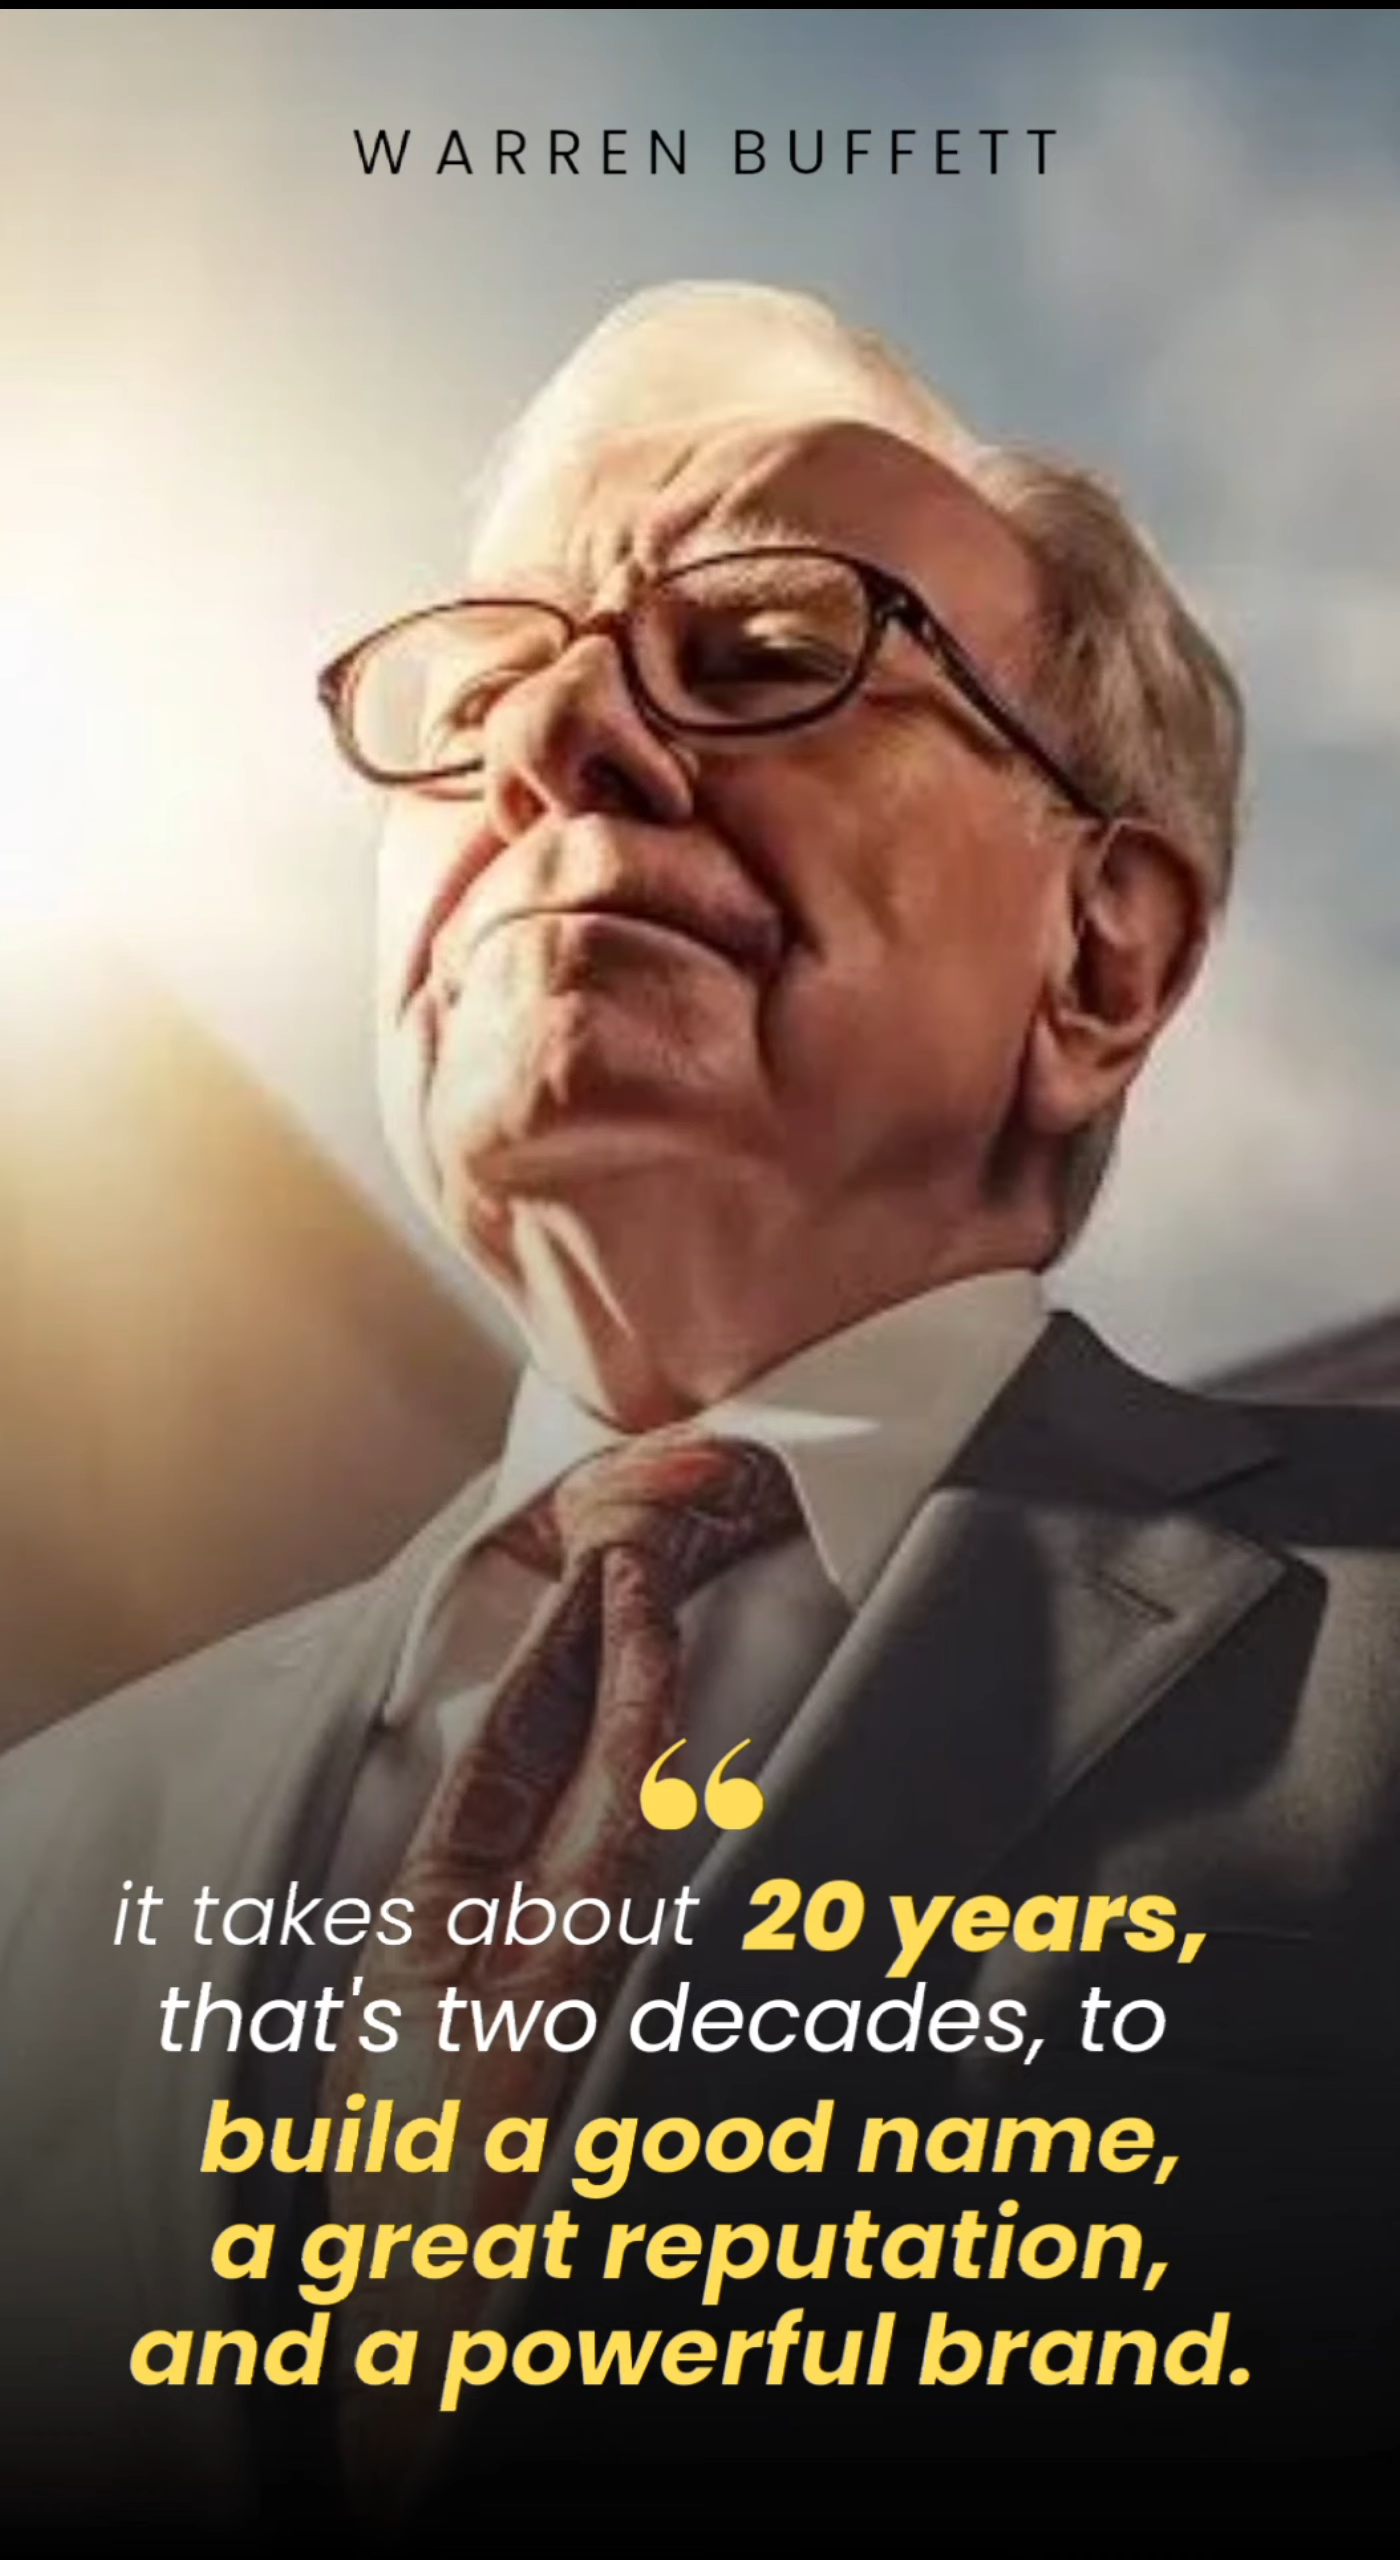 WARREN BUFFETT
“
it takes about 20 years,
that's two decades, to
build a good name,
a great reputation,
and a powerful brand.